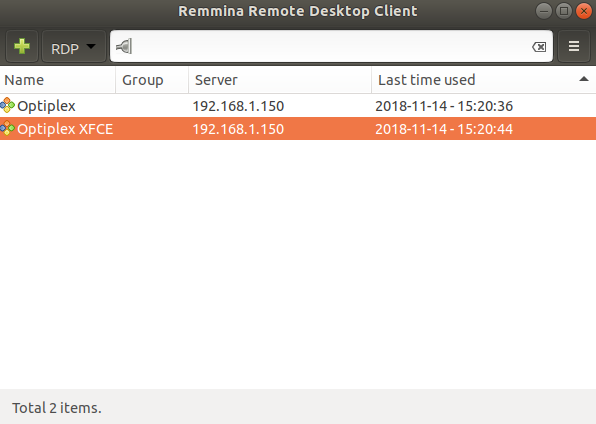 Remmina Remote Desktop Client
RDP
Name Group Server Last time used
Optiplex 192.168.1.150 2018-11-14 - 15:20:36
Optiplex XFCE 192.168.1.150 2018-11-14 - 15:20:44
Total 2 items.